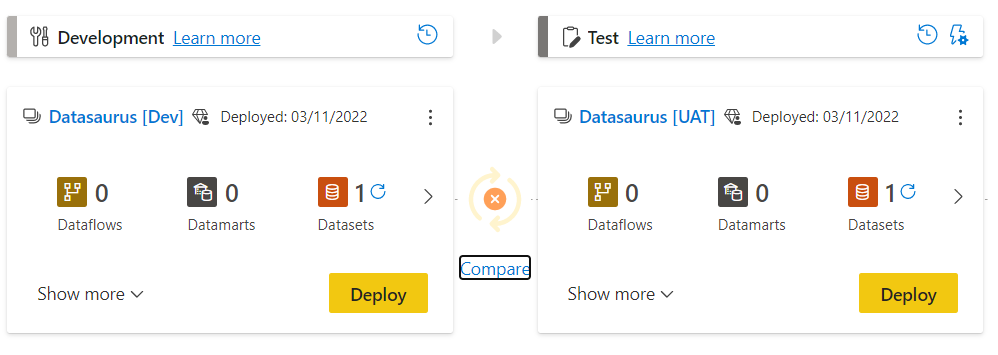 Development Learn more
Test Learn more
Datasaurus [Dev] Deployed: 03/11/2022
0 0 1
Dataflows Datamarts Datasets
Show more Deploy
Compare
Datasaurus [UAT] Deployed: 03/11/2022
0 0 1
Dataflows Datamarts Datasets
Show more Deploy